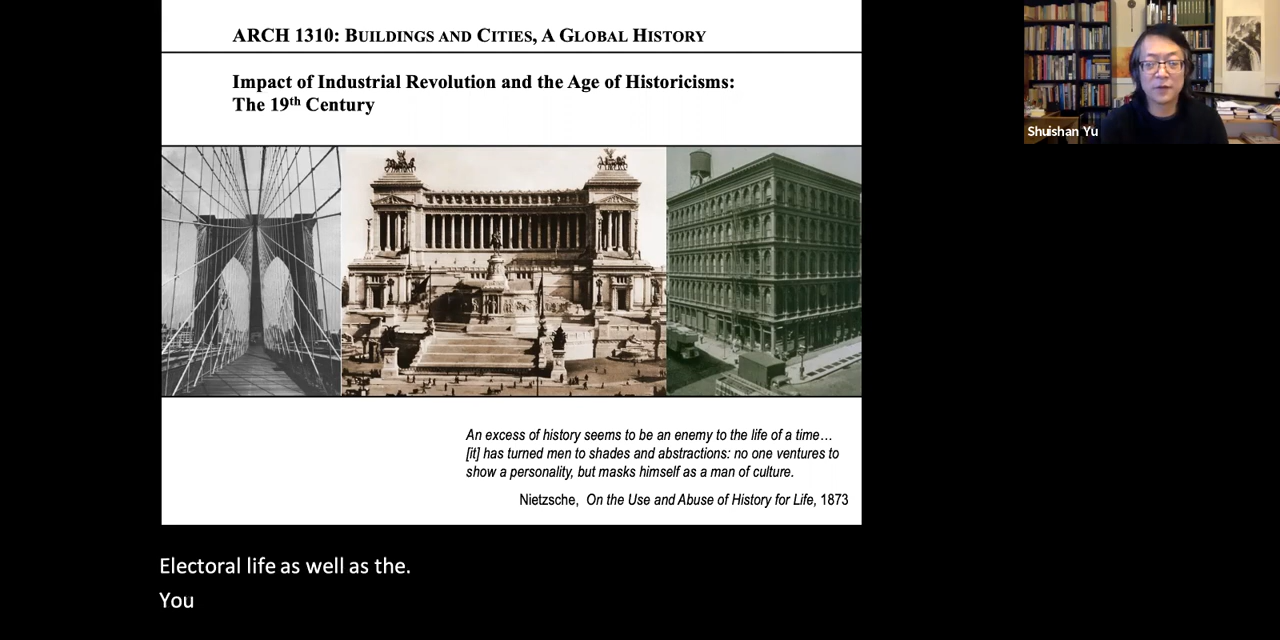 ARCH 1310: BUILDINGS AND CITIES, A GLOBAL HISTORY
Impact of Industrial Revolution and the Age of Historicisms:
The 19th Century
Shuishan Yu
An excess of history seems to be an enemy to the life of a time…
[it] has turned men to shades and abstractions: no one ventures to
show a personality, but masks himself as a man of culture.
Nietzsche, On the Use and Abuse of History for Life, 1873
Electoral life as well as the.
You